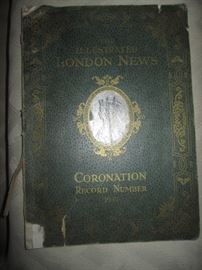 THE
ILLUSTRATED
LONDON NEWS
CORONATION
RECORD NUMBER